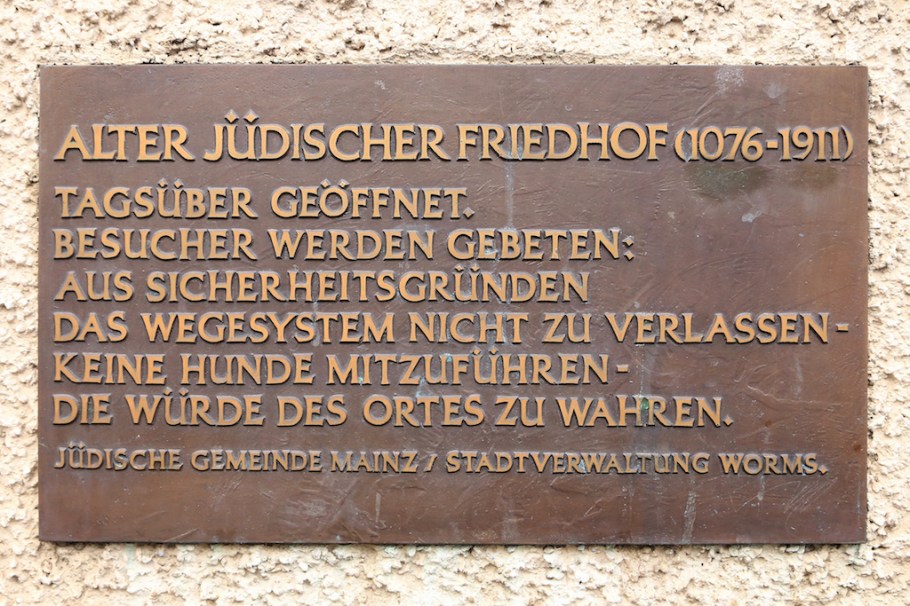 ALTER JÜDISCHER FRIEDHOF (1076-1911)
TAGSÜBER GEÖFFNET.
BESUCHER WERDEN GEBETEN:
AUS SICHERHEITSGRÜNDEN
DAS WEGESYSTEM NICHT ZU VERLASSEN-
KEINE HUNDE MITZUFÜHREN-
DIE WÜRDE DES ORTES ZU WAHREN.
JÜDISCHE GEMEINDE MAINZ / STADTVERWALTUNG WORMS.